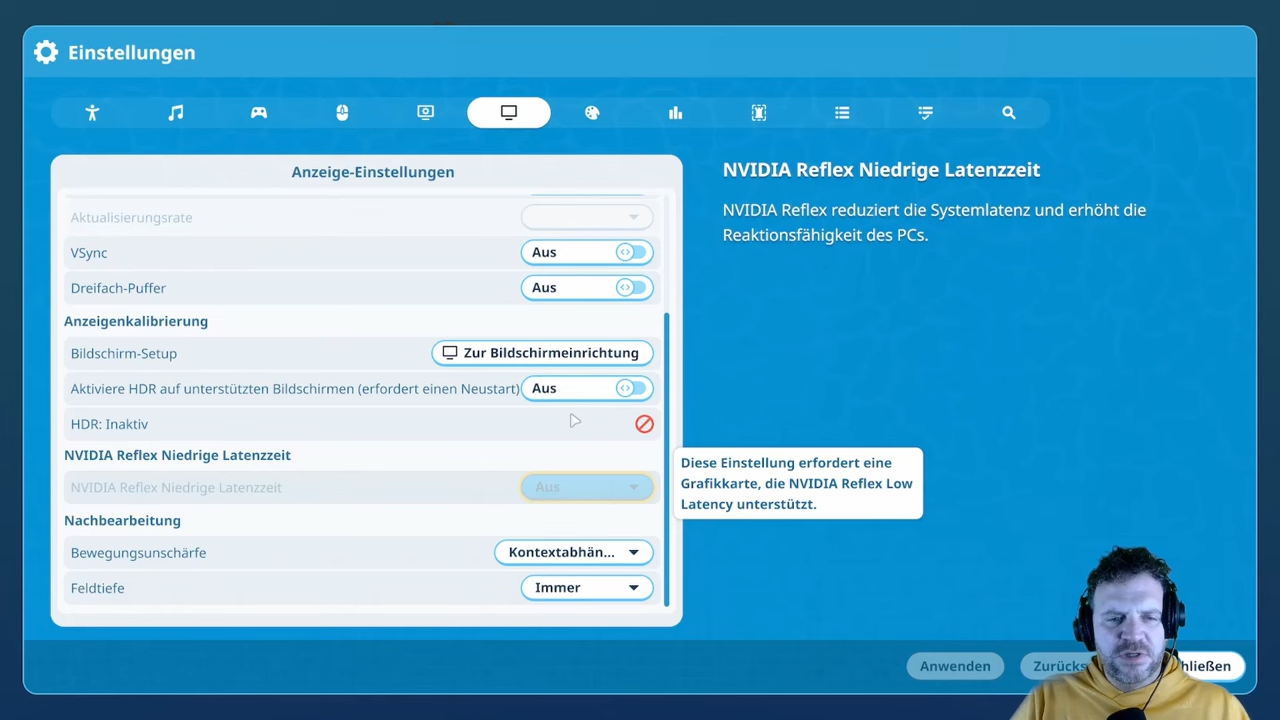 Einstellungen
Anzeige-Einstellungen
Aktualisierungsrate
VSync Aus
Dreifach-Puffer Aus
Anzeigenkalibrierung
Bildschirm-Setup Zur Bildschirmeinrichtung
Aktiviere HDR auf unterstützten Bildschirmen (erfordert einen Neustart) Aus
HDR: Inaktiv
NVIDIA Reflex Niedrige Latenzzeit
NVIDIA Reflex Niedrige Latenzzeit Aus
Nachbearbeitung
Bewegungsunschärfe Kontextabhän...
Feldtiefe Immer
NVIDIA Reflex Niedrige Latenzzeit
NVIDIA Reflex reduziert die Systemlatenz und erhöht die
Reaktionsfähigkeit des PCs.
Diese Einstellung erfordert eine
Grafikkarte, die NVIDIA Reflex Low
Latency unterstützt.
Anwenden Zurücks hließen